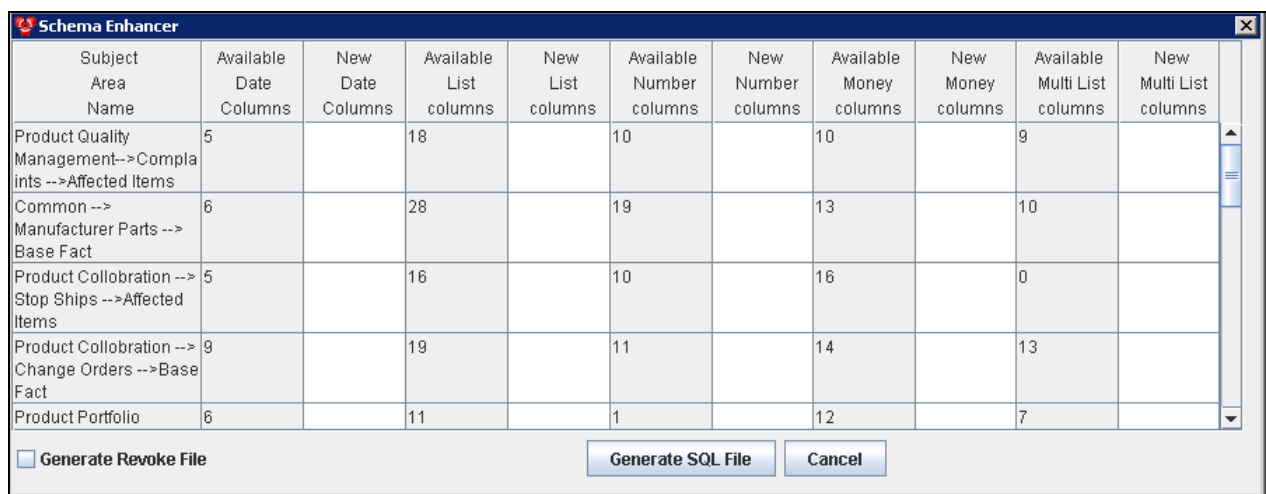 Schema Enhancer
Subject Available New Available New Available New Available New Available New
Area Date Date List List Number Number Money Money Multi List Multi List
Name Columns Columns columns columns columns columns columns columns columns columns
Product Quality 5 18 10 10 9
Management-->Compla
ints -->Affected Items
Common --> 6 28 19 13 10
Manufacturer Parts -->
Base Fact
Product Collobration --> 5 16 10 16 0
Stop Ships -->Affected
Items
Product Collobration --> 9 19 11 14 13
Change Orders -->Base
Fact
Product Portfolio 6 11 1 12 7
Generate Revoke File Generate SQL File Cancel